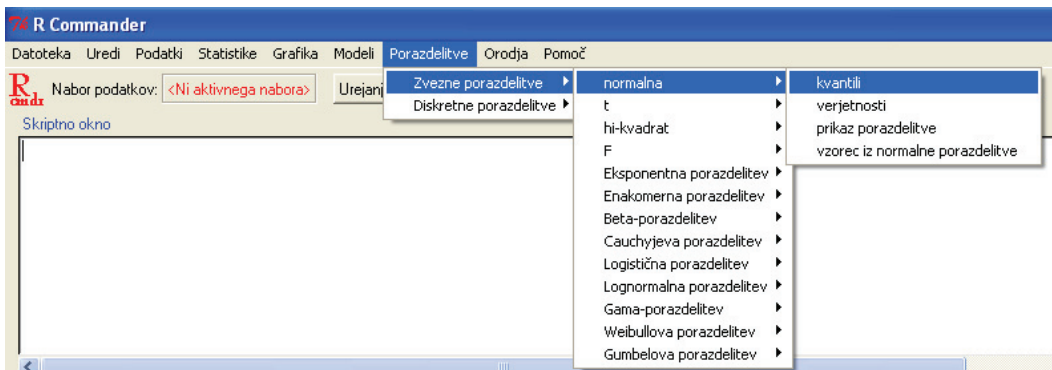 R Commander
Datoteka Uredi Podatki Statistike Grafika Modeli Porazdelitve Orodja Pomoč
R cmdr Nabor podatkov: <Ni aktivnega nabora> Urejanj
Skriptno okno
Zvezne porazdelitve
Diskretne porazdelitve
normalna
t
hi-kvadrat
F
Eksponentna porazdelitev
Enakomerna porazdelitev
Beta-porazdelitev
Cauchyjeva porazdelitev
Logistična porazdelitev
Lognormalna porazdelitev
Gama-porazdelitev
Weibullova porazdelitev
Gumbelova porazdelitev
kvantili
verjetnosti
prikaz porazdelitve
vzorec iz normalne porazdelitve